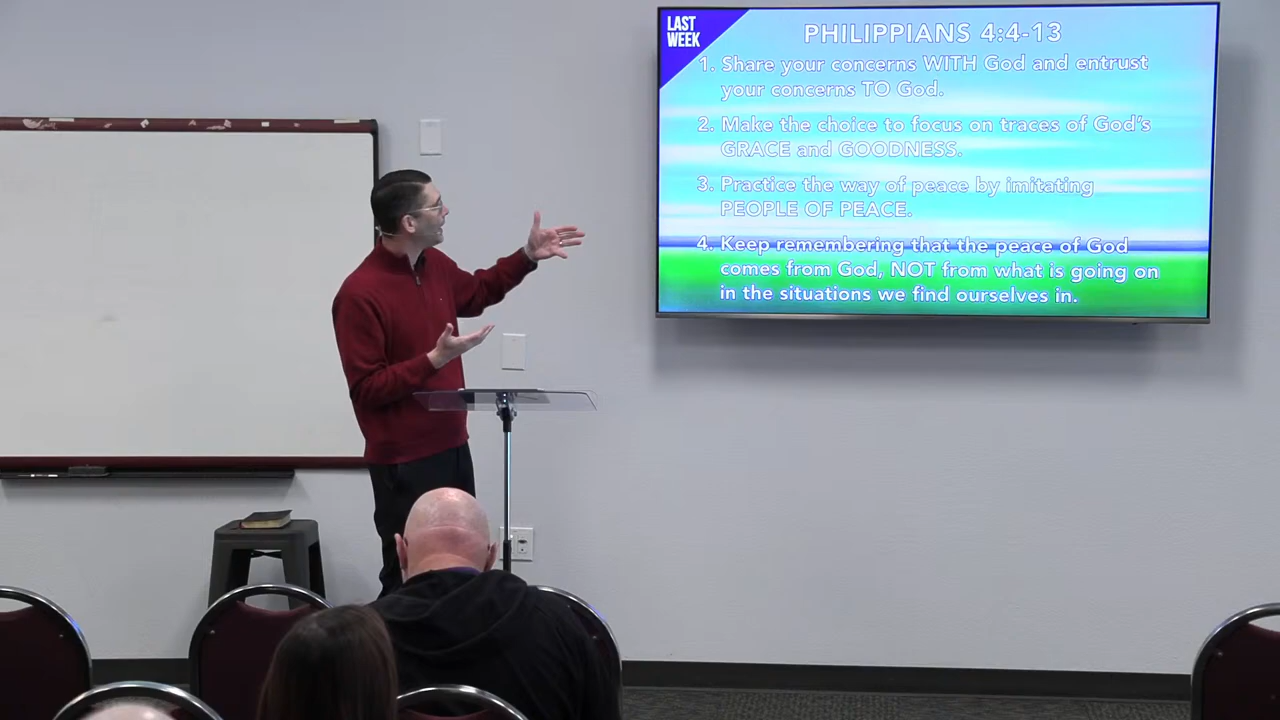 LAST
WEEK
PHILIPPIANS 4:4-13
1. Share your concerns WITH God and entrust
your concerns TO God.
2. Make the choice to focus on traces of God's
GRACE and GOODNESS.
3. Practice the way of peace by imitating
PEOPLE OF PEACE.
4. Keep remembering that the peace of God
comes from God, NOT from what is going on
in the situations we find ourselves in.